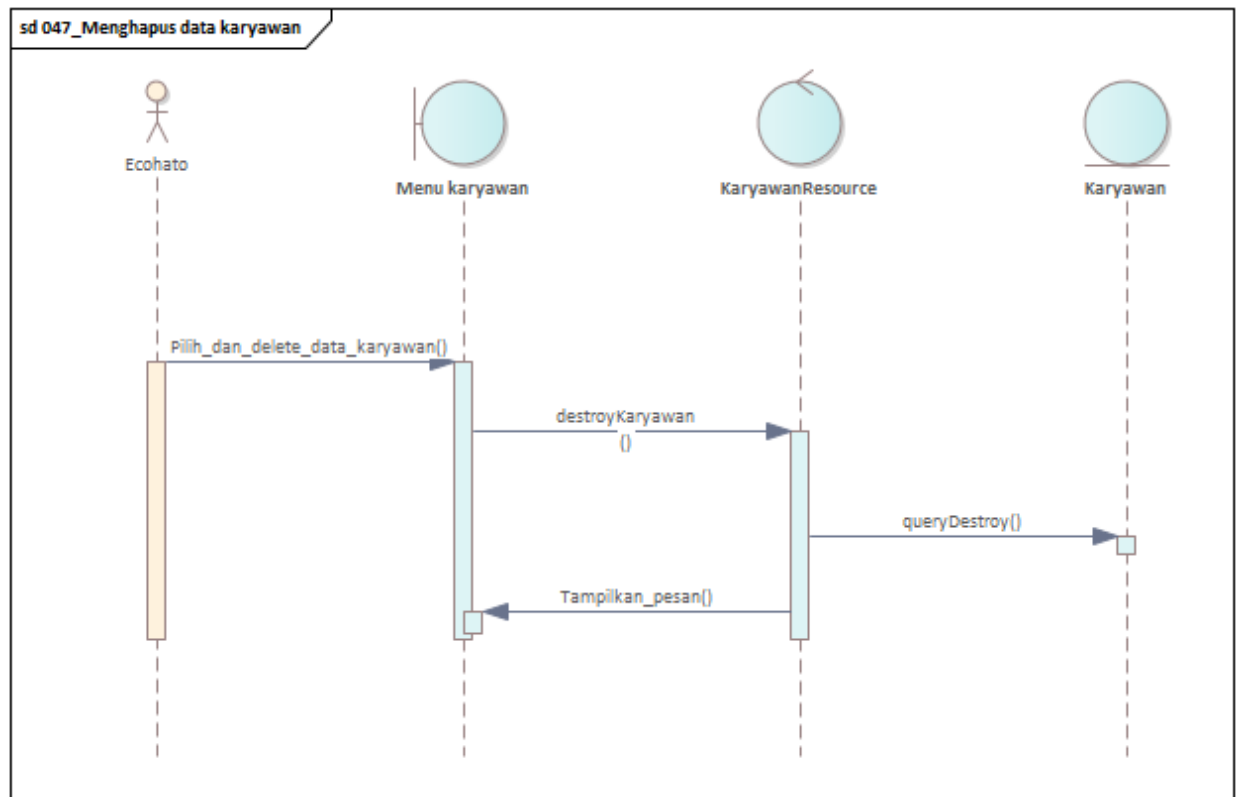 sd 047_Menghapus data karyawan
Ecohato
Menu karyawan
KaryawanResource
Karyawan
Pilih_dan_delete_data_karyawan()
destroyKaryawan
()
queryDestroy()
Tampilkan_pesan()